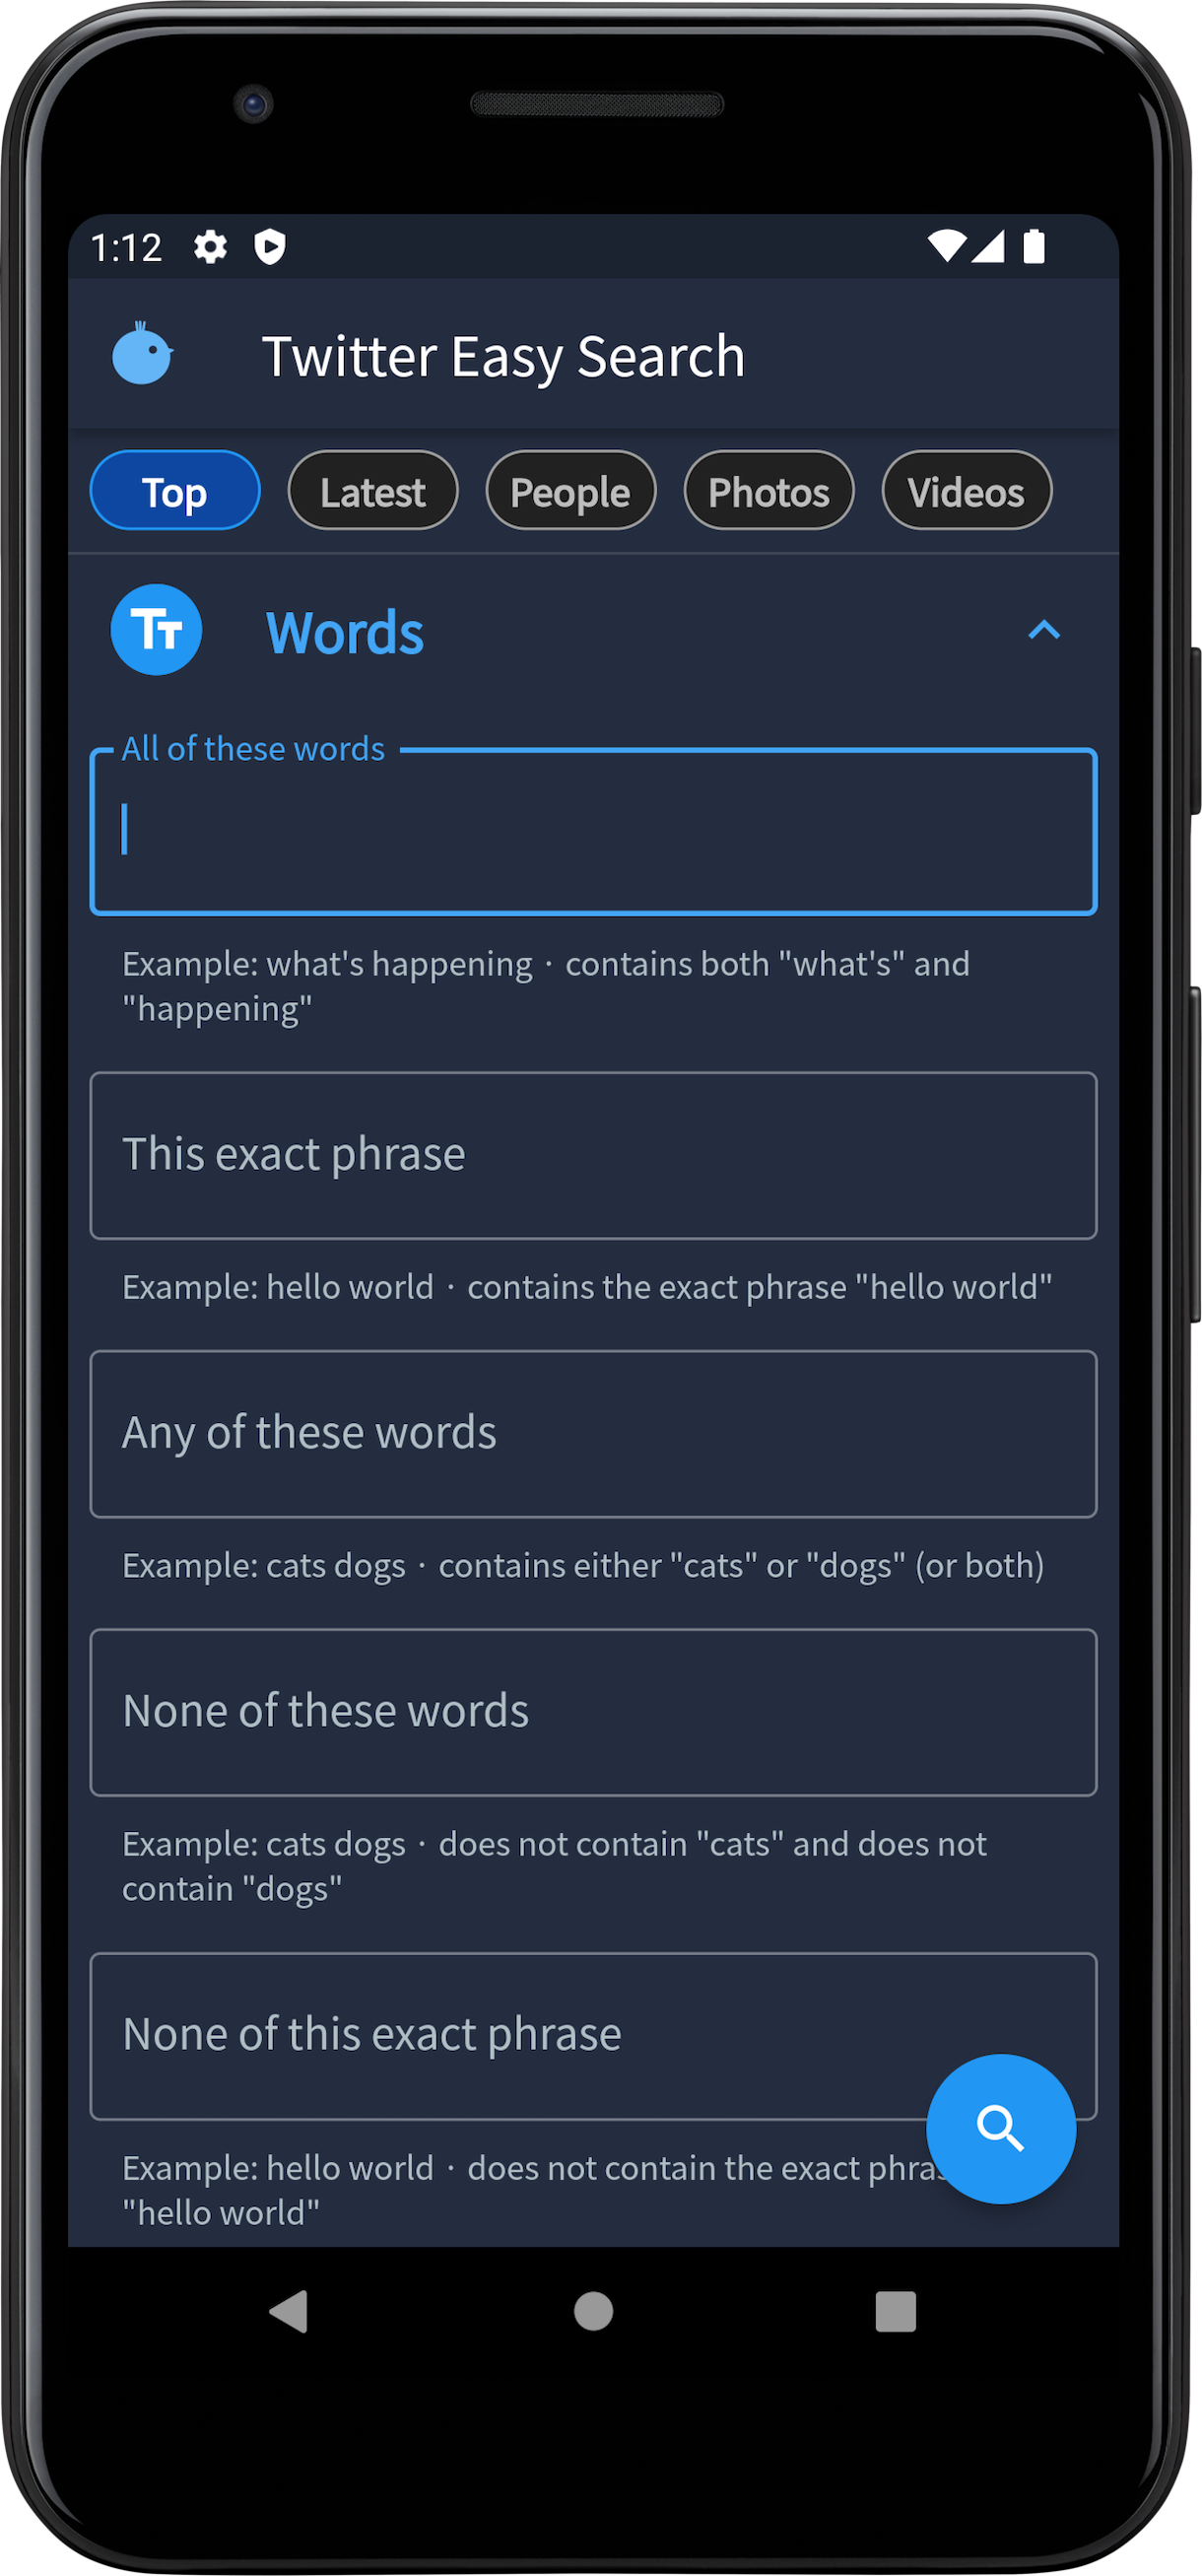 1:12
Twitter Easy Search
Top Latest People Photos Videos
Words
All of these words
Example: what's happening · contains both "what's" and
"happening"
This exact phrase
Example: hello world · contains the exact phrase "hello world"
Any of these words
Example: cats dogs · contains either "cats" or "dogs" (or both)
None of these words
Example: cats dogs · does not contain "cats" and does not
contain "dogs"
None of this exact phrase
Example: hello world · does not contain the exact
"hello world"